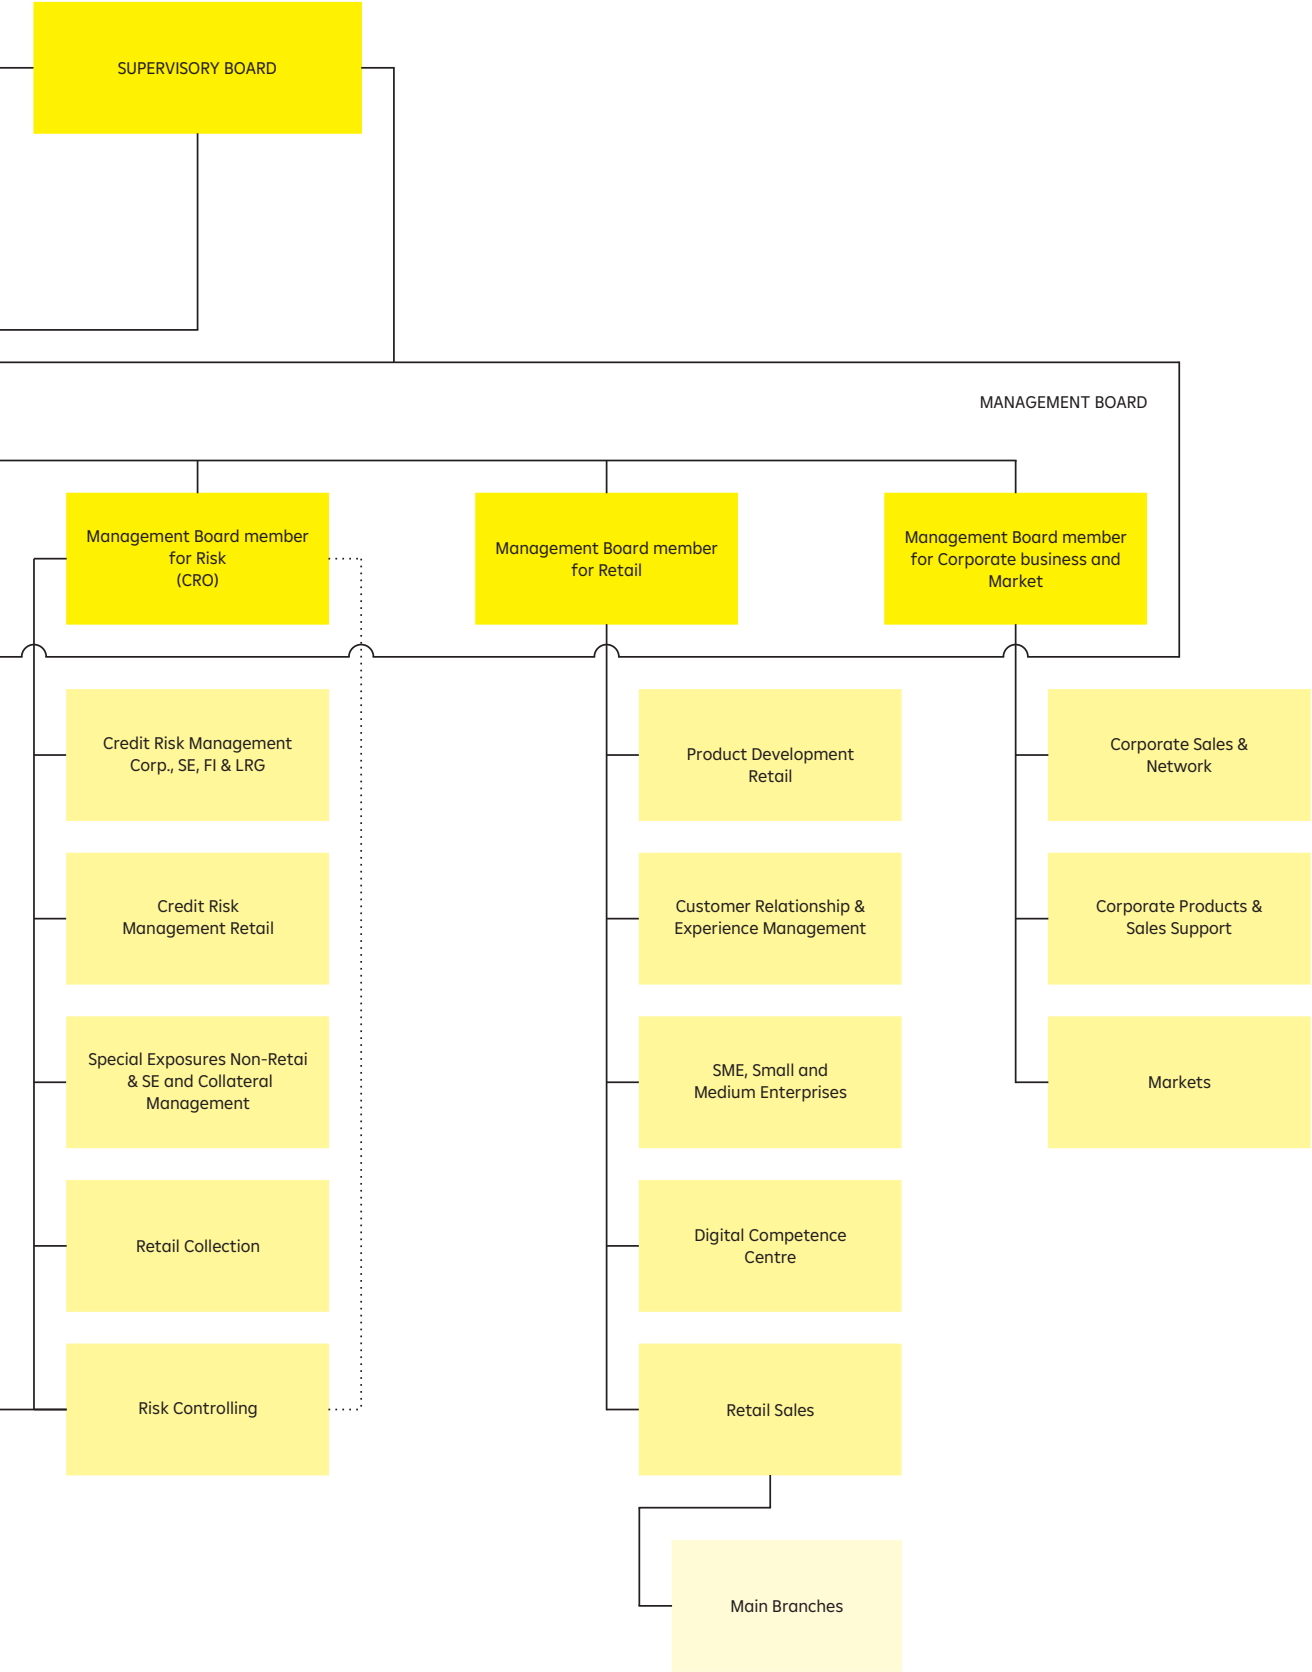 SUPERVISORY BOARD
MANAGEMENT BOARD
Management Board member
for Risk
(CRO)
Management Board member
for Retail
Management Board member
for Corporate business and
Market
Credit Risk Management
Corp., SE, FI & LRG
Credit Risk
Management Retail
Special Exposures Non-Retai
& SE and Collateral
Management
Retail Collection
Risk Controlling
Product Development
Retail
Customer Relationship &
Experience Management
SME, Small and
Medium Enterprises
Digital Competence
Centre
Retail Sales
Main Branches
Corporate Sales &
Network
Corporate Products &
Sales Support
Markets